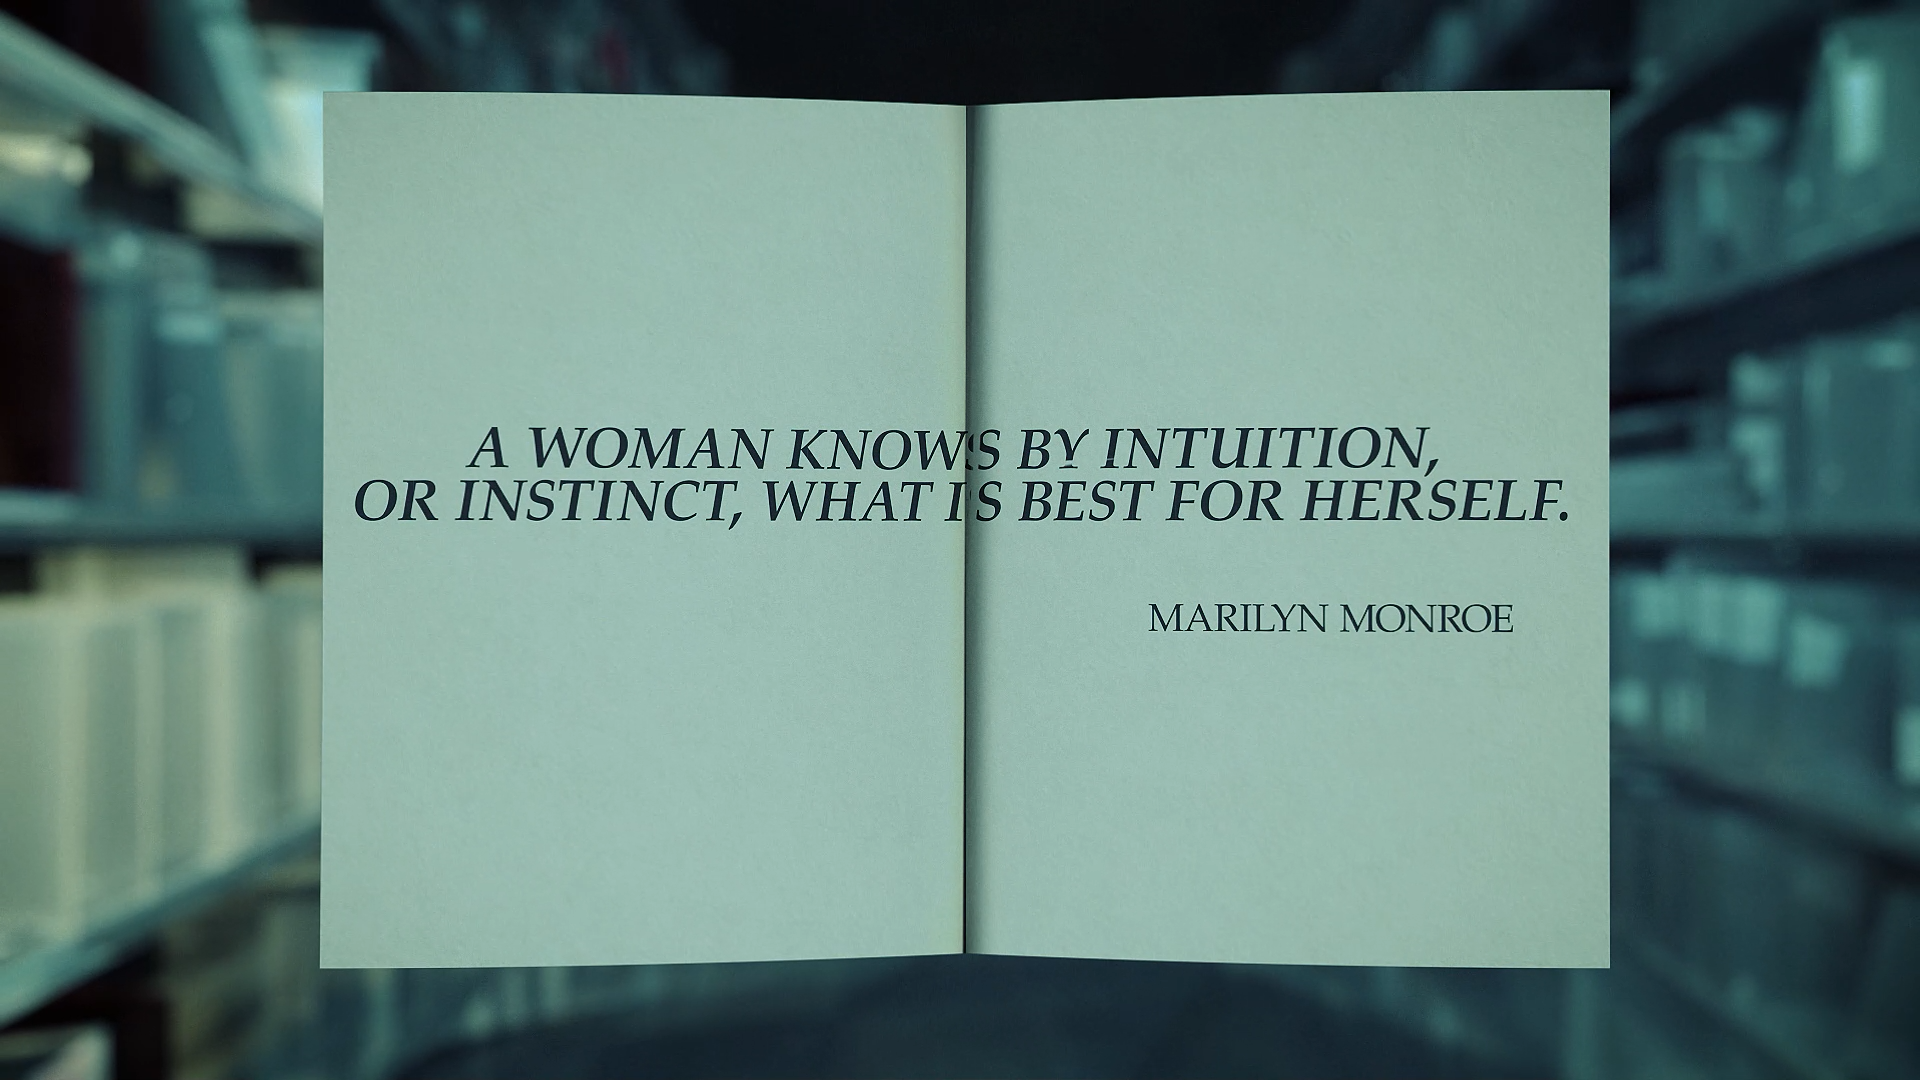 A WOMAN KNOWS BY INTUITION,
OR INSTINCT, WHAT IS BEST FOR HERSELF.
MARILYN MONROE